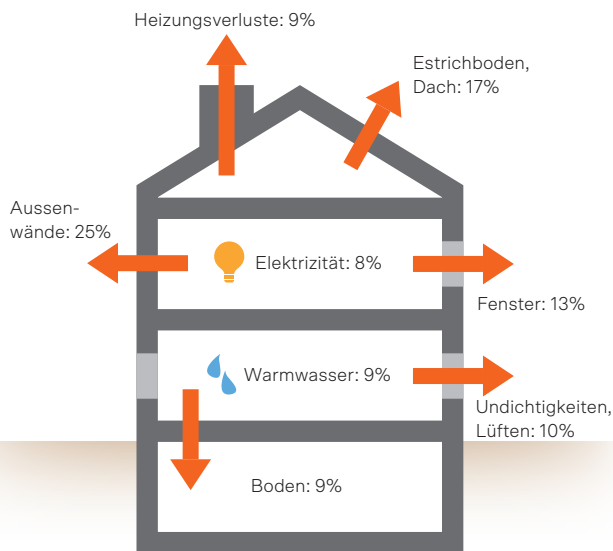 Heizungsverluste: 9%
Estrichboden,
Dach: 17%
Aussen-
wände: 25%
Elektrizität: 8%
Fenster: 13%
Warmwasser: 9%
Undichtigkeiten,
Lüften: 10%
Boden: 9%